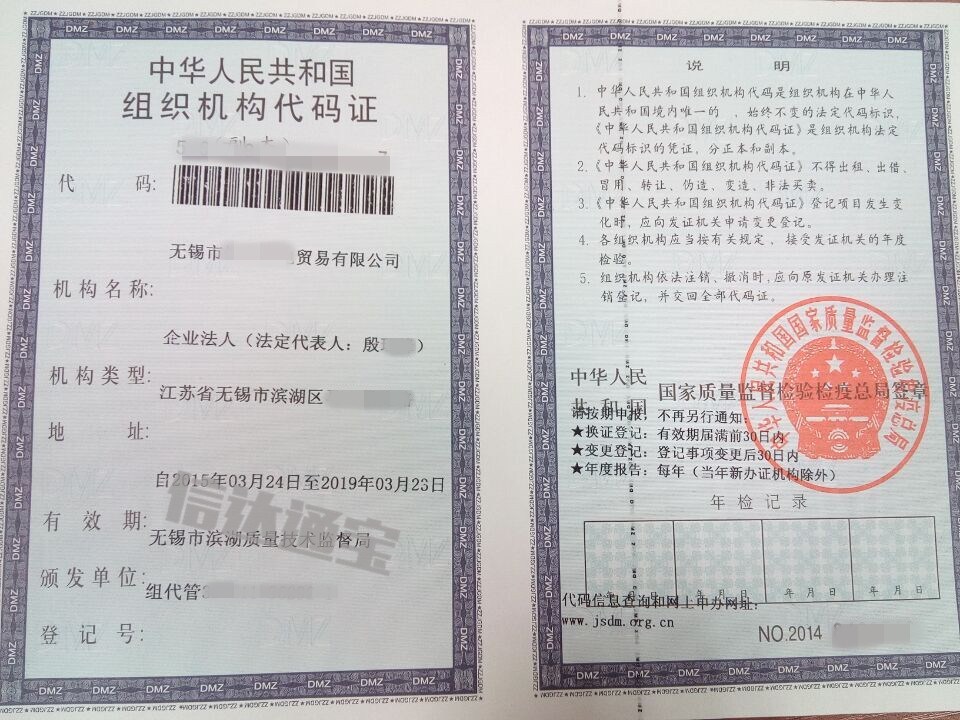 中华人民共和国
组织机构代码证
代 码:
无锡市 贸易有限公司
机构名称:
企业法人（法定代表人：殷 ）
机构类型:
江苏省无锡市滨湖区
地 址:
自2015年03月24日至2019年03月23日
信达通宝
有 效 期:
无锡市滨湖质量技术监督局
颁发单位:
组代管
登 记 号:
说 明
1. 中华人民共和国组织机构代码是组织机构在中华人
民共和国境内唯一的 、始终不变的法定代码标识，
《中华人民共和国组织机构代码证》是组织机构法定
代码标识的凭证，分正本和副本。
2.《中华人民共和国组织机构代码证》不得出租、出借、
冒用、转让、伪造、变造、非法买卖。
3.《中华人民共和国组织机构代码证》登记项目发生变
化时，应向发证机关申请变更登记。
4. 各组织机构应当按有关规定 、接受发证机关的年度
检验。
5. 组织机构依法注销、撤消时，应向原发证机关办理注
销登记，并交回全部代码证。
中华人民共和国国家质量监督检验检疫总局
中华人民
共和国 国家质量监督检验检疫总局签章
请按期申报，不再另行通知
★换证登记：有效期届满前30日内
★变更登记：登记事项变更后30日内
★年度报告：每年（当年新办证机构除外）
年检记录
年 月 日 年 月 日 年 月 日 年 月 日
代码信息查询和网上申办网址：
www.jsdm.org.cn
NO.2014